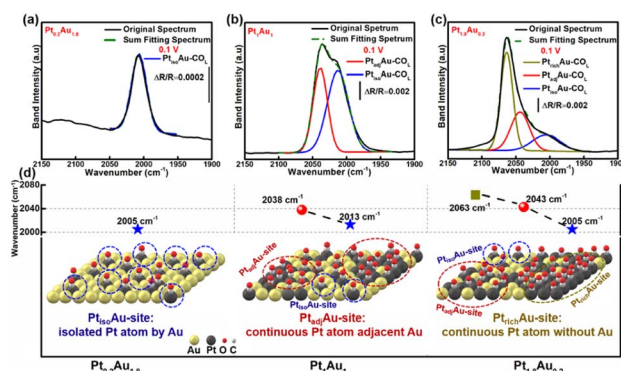 (a)
Pt0.2Au1.8
Original Spectrum
Sum Fitting Spectrum
0.1 V
PtisoAu-COL
ΔR/R=0.0002
Band Intensity (a.u)
2150 2100 2050 2000 1950 1900
Wavenumber (cm-1)
(b)
Pt1Au1
Original Spectrum
Sum Fitting Spectrum
0.1 V
PtadjAu-COL
PtisoAu-COL
ΔR/R=0.002
Band Intensity (a.u)
2150 2100 2050 2000 1950 1900
Wavenumber (cm-1)
(c)
Pt1.8Au0.2
Original Spectrum
Sum Fitting Spectrum
0.1 V
PtrichAu-COL
PtadjAu-COL
PtisoAu-COL
ΔR/R=0.002
Band Intensity (a.u)
2150 2100 2050 2000 1950 1900
Wavenumber (cm-1)
(d)
Wavenumber (cm-1)
2080
2040
2000
2005 cm-1
2038 cm-1
2013 cm-1
2063 cm-1
2043 cm-1
2005 cm-1
PtadjAu-site
PtisoAu-site
PtisoAu-site
PtadjAu-site
PtrichAu-site
PtisoAu-site:
isolated Pt atom by Au
PtadjAu-site:
continuous Pt atom adjacent Au
PtrichAu-site:
continuous Pt atom without Au
Au Pt O C
Pt1Au1